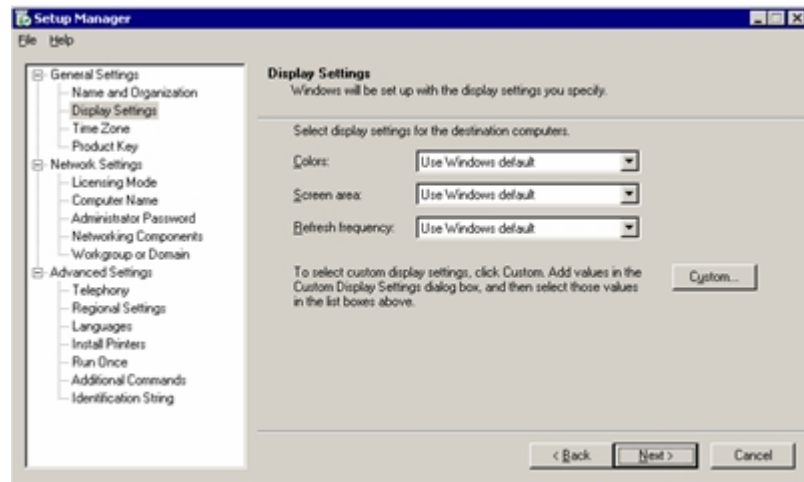 Setup Manager
File Help
General Settings
Name and Organization
Display Settings
Time Zone
Product Key
Network Settings
Licensing Mode
Computer Name
Administrator Password
Networking Components
Workgroup or Domain
Advanced Settings
Telephony
Regional Settings
Languages
Install Printers
Run Once
Additional Commands
Identification String
Display Settings
Windows will be set up with the display settings you specify.
Select display settings for the destination computers.
Colors: Use Windows default
Screen area: Use Windows default
Refresh frequency: Use Windows default
To select custom display settings, click Custom. Add values in the
Custom Display Settings dialog box, and then select those values
in the list boxes above.
Custom...
< Back Next > Cancel